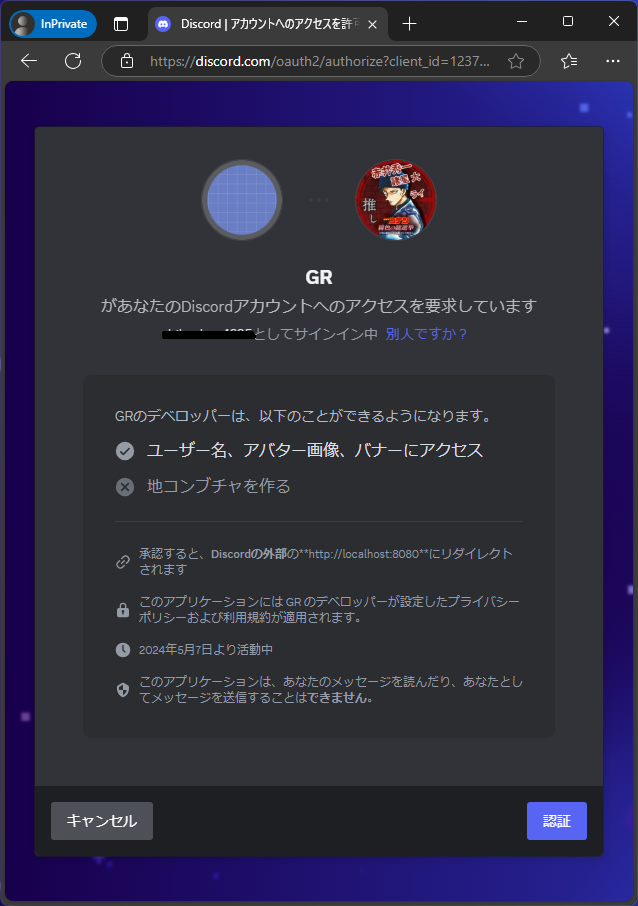 InPrivate
Discord | アカウントへのアクセスを許可
https://discord.com/oauth2/authorize?client_id=1237...
赤井秀一
大
ライ
推し
GR
があなたのDiscordアカウントへのアクセスを要求しています
としてサインイン中 別人ですか？
GRのデベロッパーは、以下のことができるようになります。
ユーザー名、アバター画像、バナーにアクセス
地コンブチャを作る
承認すると、Discordの外部の**http://localhost:8080**にリダイレクト
されます
このアプリケーションには GR のデベロッパーが設定したプライバシー
ポリシーおよび利用規約が適用されます。
2024年5月7日より活動中
このアプリケーションは、あなたのメッセージを読んだり、あなたとし
てメッセージを送信することはできません。
キャンセル
認証